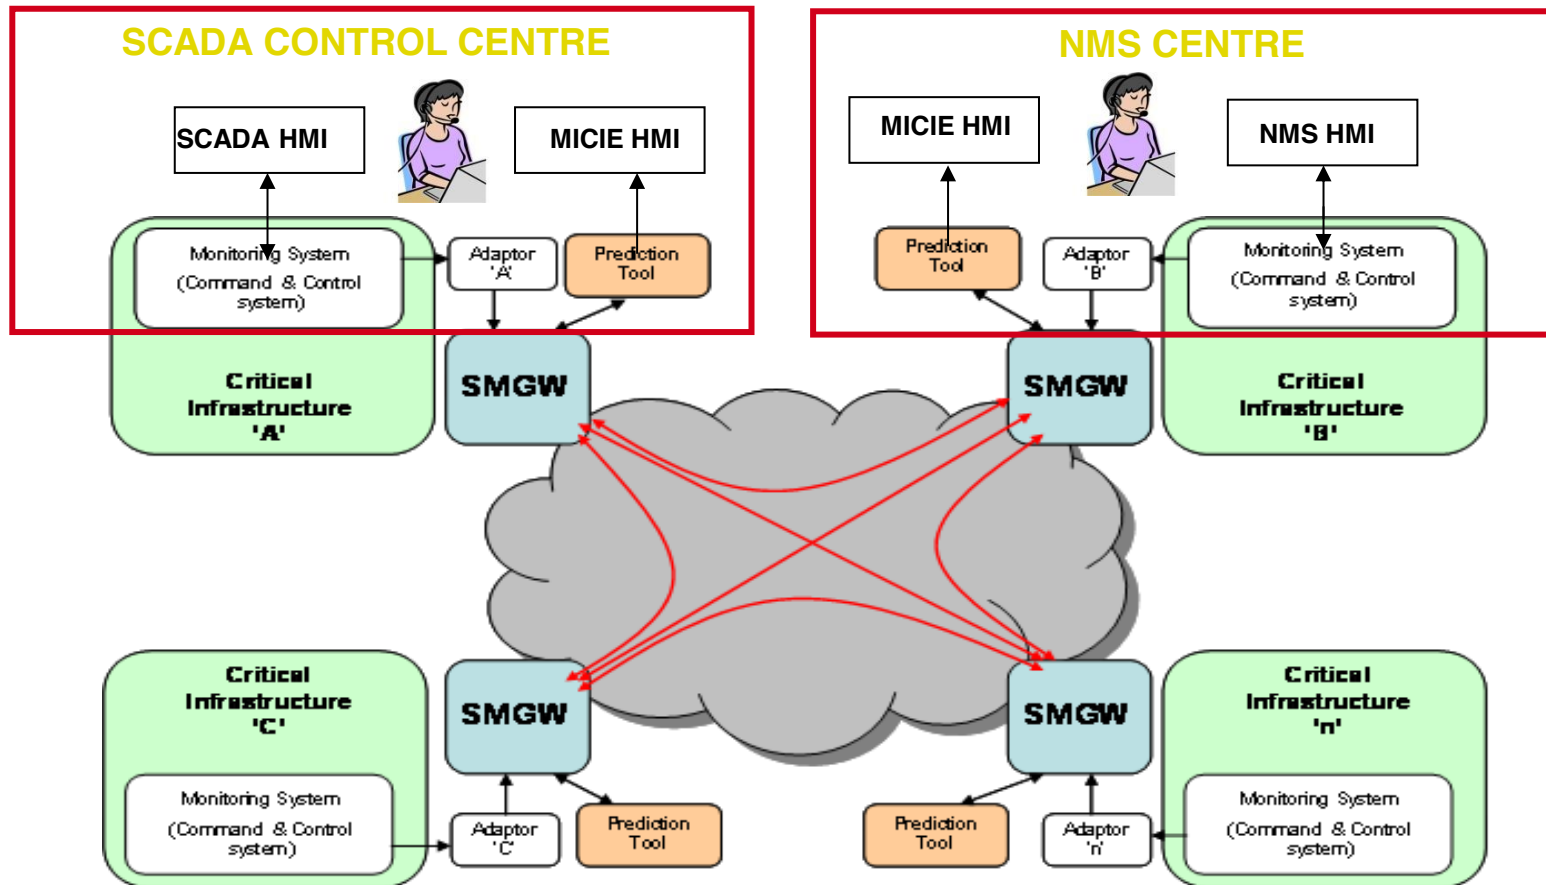 SCADA CONTROL CENTRE
NMS CENTRE
SCADA HMI
MICIE HMI
MICIE HMI
NMS HMI
Monitoring System
(Command & Control
system)
Adaptor
'A'
Prediction
Tool
Prediction
Tool
Adaptor
'B'
Monitoring System
(Command & Control
system)
Critical
Infrastructure
'A'
SMGW
SMGW
Critical
Infrastructure
'B'
Critical
Infrastructure
'C'
SMGW
SMGW
Critical
Infrastructure
'n'
Monitoring System
(Command & Control
system)
Adaptor
'C'
Prediction
Tool
Prediction
Tool
Adaptor
'n'
Monitoring System
(Command & Control
system)